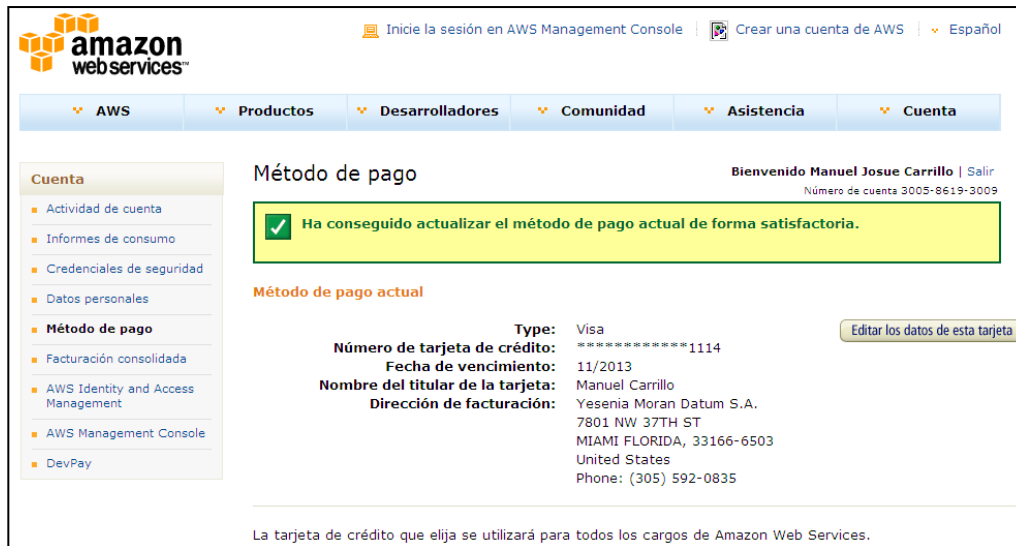 amazon
webservices™
Inicie la sesión en AWS Management Console
Crear una cuenta de AWS
Español
AWS
Productos
Desarrolladores
Comunidad
Asistencia
Cuenta
Cuenta
Actividad de cuenta
Informes de consumo
Credenciales de seguridad
Datos personales
Método de pago
Facturación consolidada
AWS Identity and Access
Management
AWS Management Console
DevPay
Método de pago
Bienvenido Manuel Josue Carrillo | Salir
Número de cuenta 3005-8619-3009
Ha conseguido actualizar el método de pago actual de forma satisfactoria.
Método de pago actual
Type: Visa
Editar los datos de esta tarjeta
Número de tarjeta de crédito: ************1114
Fecha de vencimiento: 11/2013
Nombre del titular de la tarjeta: Manuel Carrillo
Dirección de facturación: Yesenia Moran Datum S.A.
7801 NW 37TH ST
MIAMI FLORIDA, 33166-6503
United States
Phone: (305) 592-0835
La tarjeta de crédito que elija se utilizará para todos los cargos de Amazon Web Services.